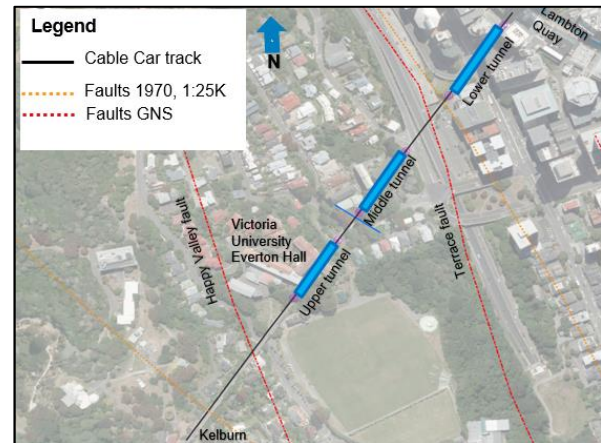 Legend
Cable Car track
Faults 1970, 1:25K
Faults GNS
N
Lambton
Quay
Lower tunnel
Middle tunnel
Terrace fault
Happy Valley fault
Victoria
University
Everton Hall
Upper tunnel
Kelburn